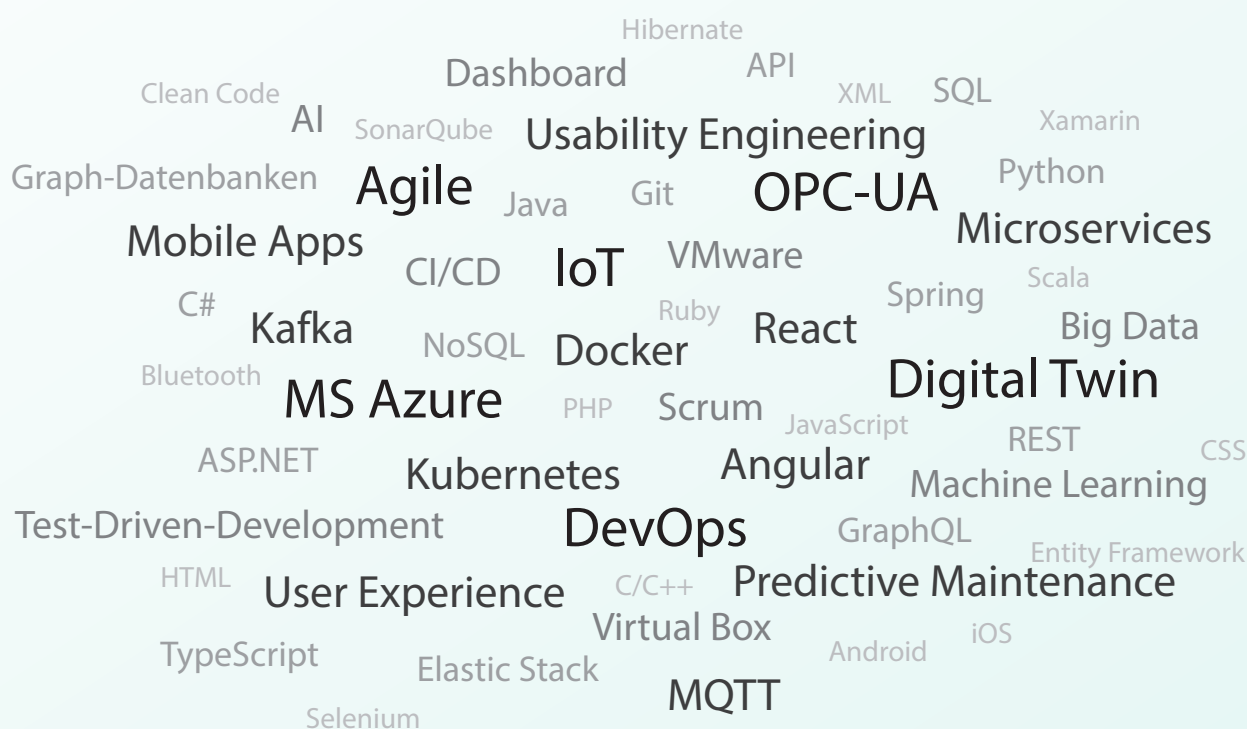 Hibernate
Dashboard
API
Clean Code
XML
SQL
AI
SonarQube
Usability Engineering
Xamarin
Graph-Datenbanken
Agile
Java
Git
OPC-UA
Python
Mobile Apps
CI/CD
IoT
VMware
Microservices
C#
Kafka
NoSQL
Docker
Ruby
React
Spring
Scala
Big Data
Bluetooth
MS Azure
PHP
Scrum
JavaScript
Digital Twin
ASP.NET
Kubernetes
Angular
REST
CSS
Machine Learning
Test-Driven-Development
DevOps
GraphQL
Entity Framework
HTML
User Experience
C/C++
Predictive Maintenance
Virtual Box
TypeScript
Elastic Stack
Android
iOS
MQTT
Selenium